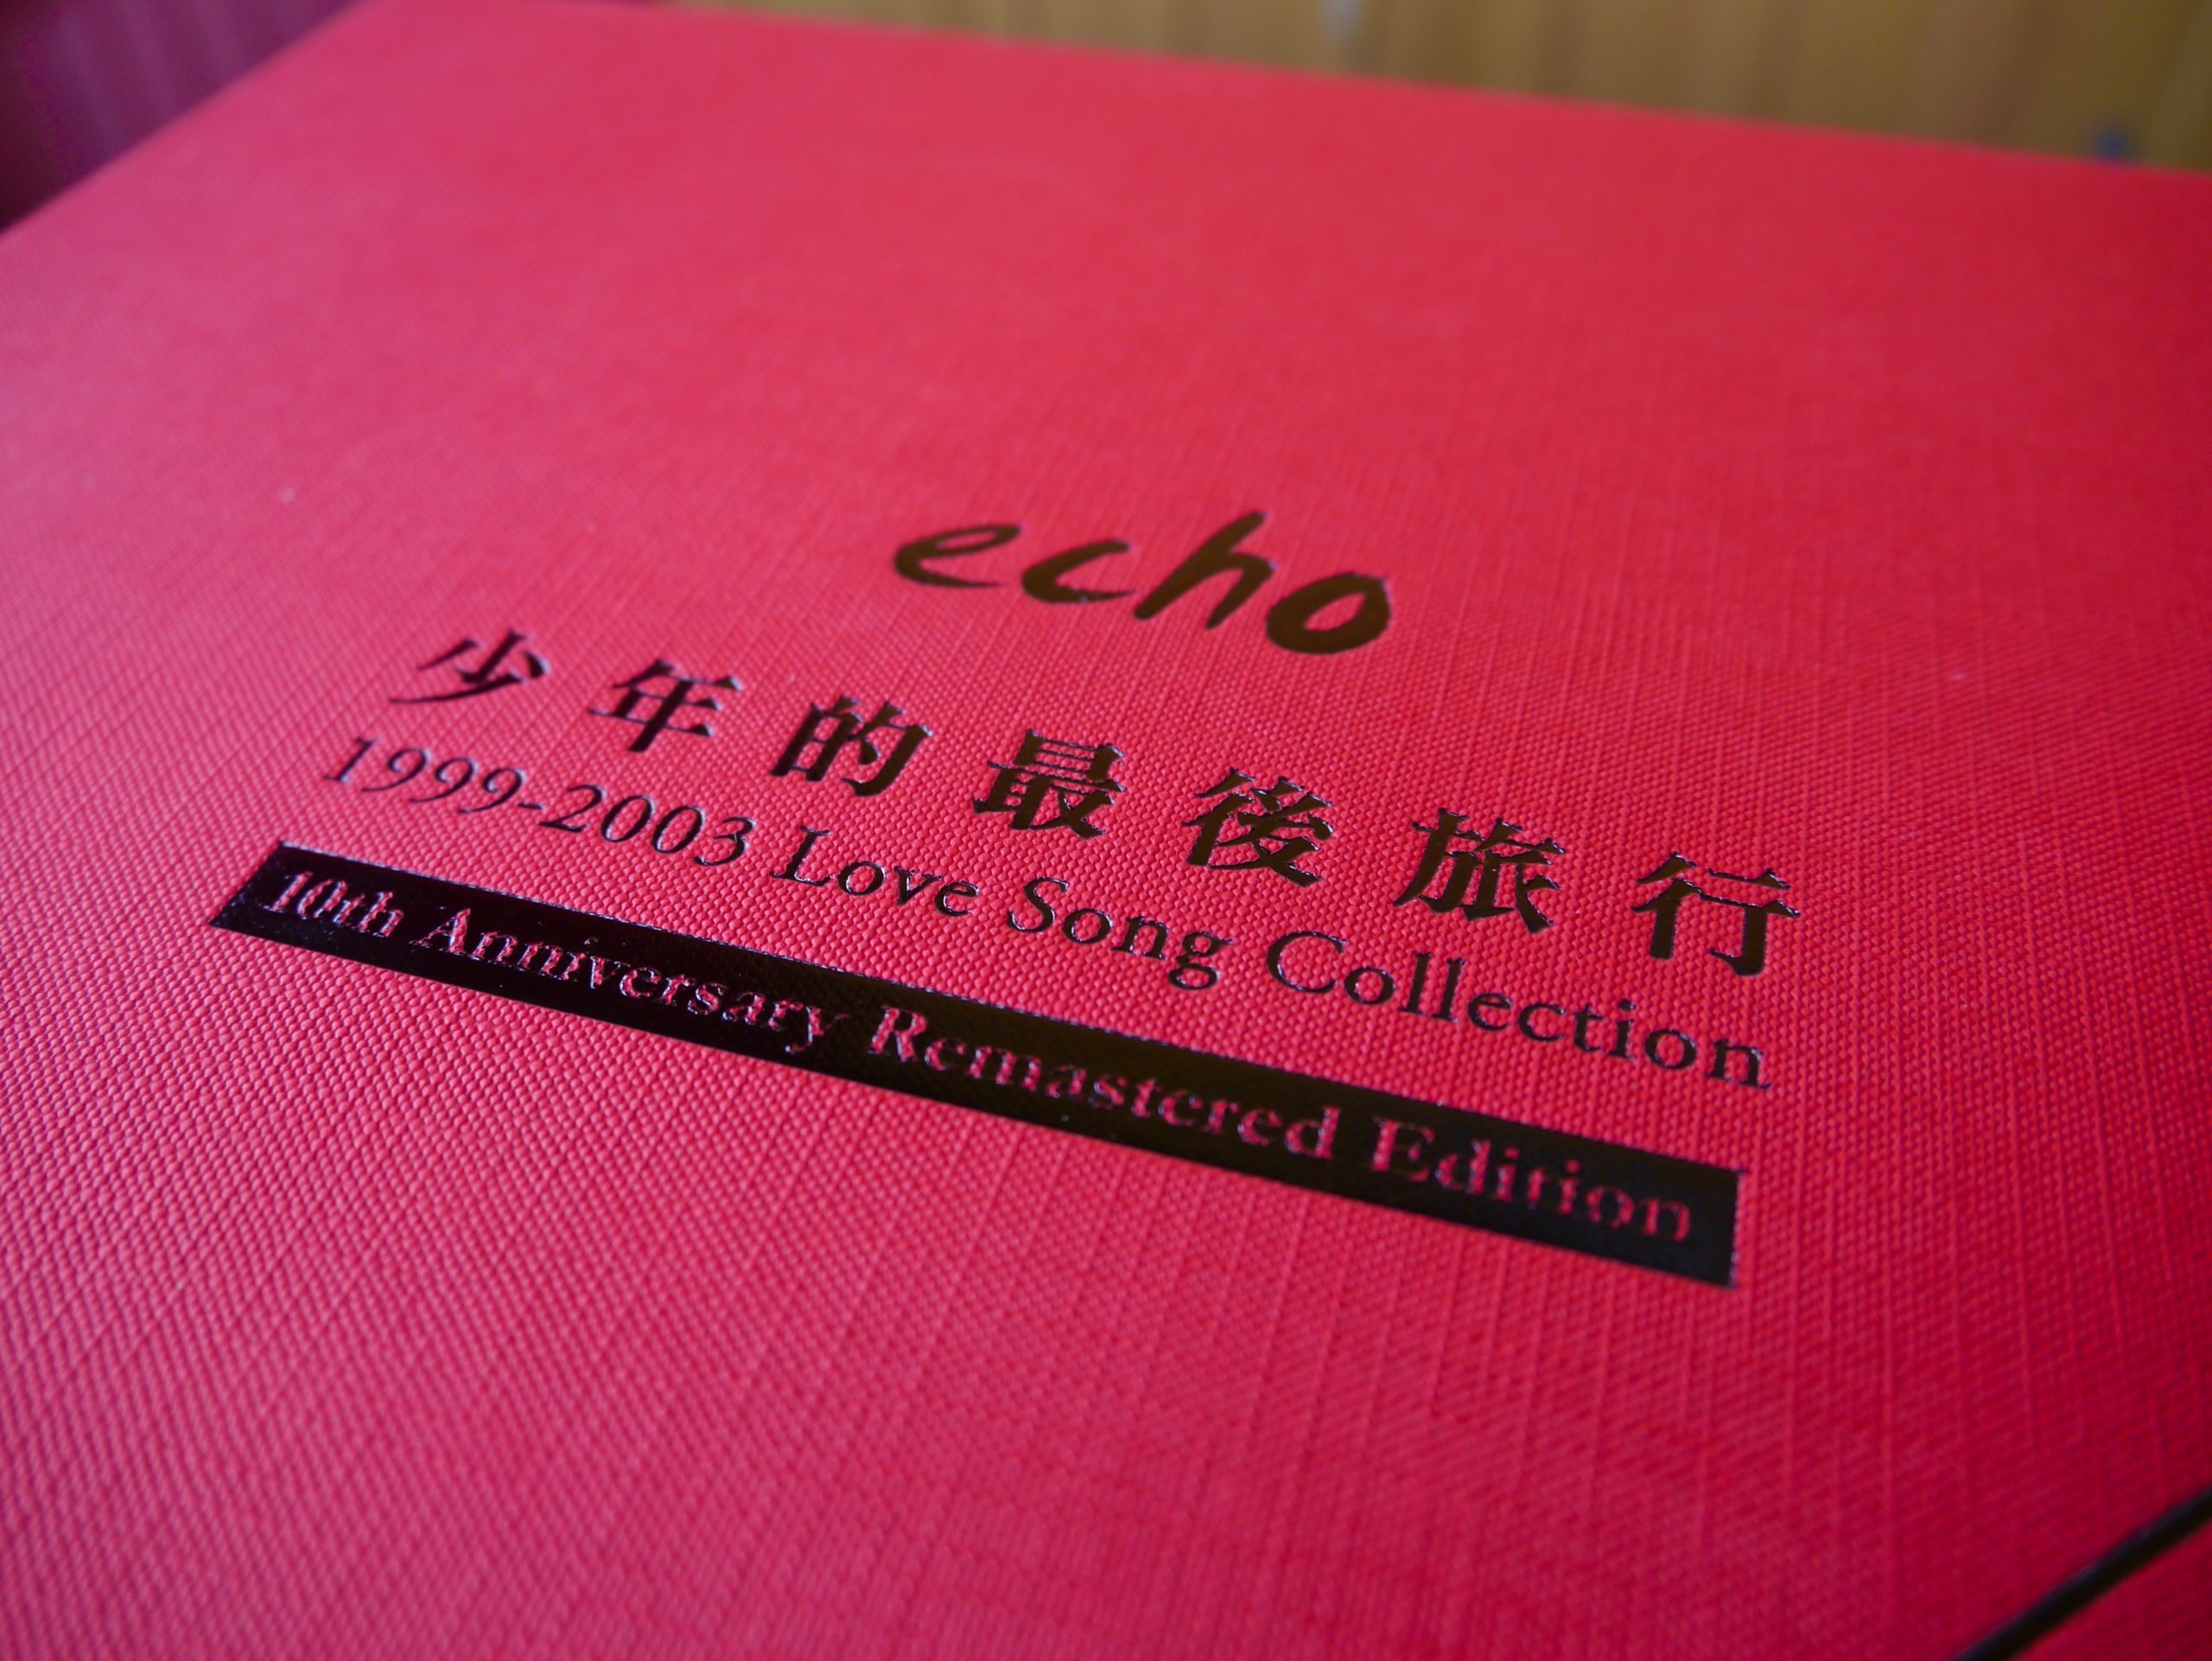 echo
少年的最後旅行
1999-2003 Love Song Collection
10th Anniversary Remastered Edition